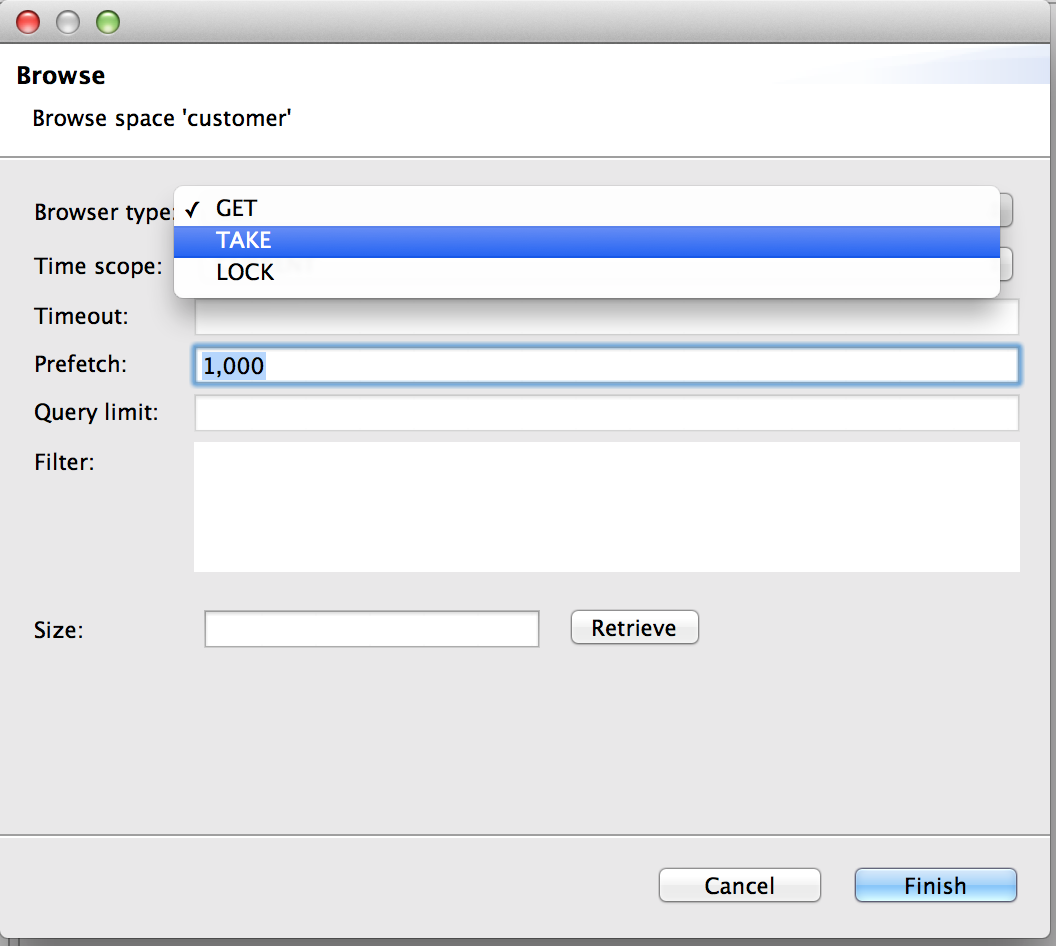 Browse
Browse space 'customer'
Browser type:
✓ GET
TAKE
LOCK
Time scope:
Timeout:
Prefetch: 1,000
Query limit:
Filter:
Size: Retrieve
Cancel Finish